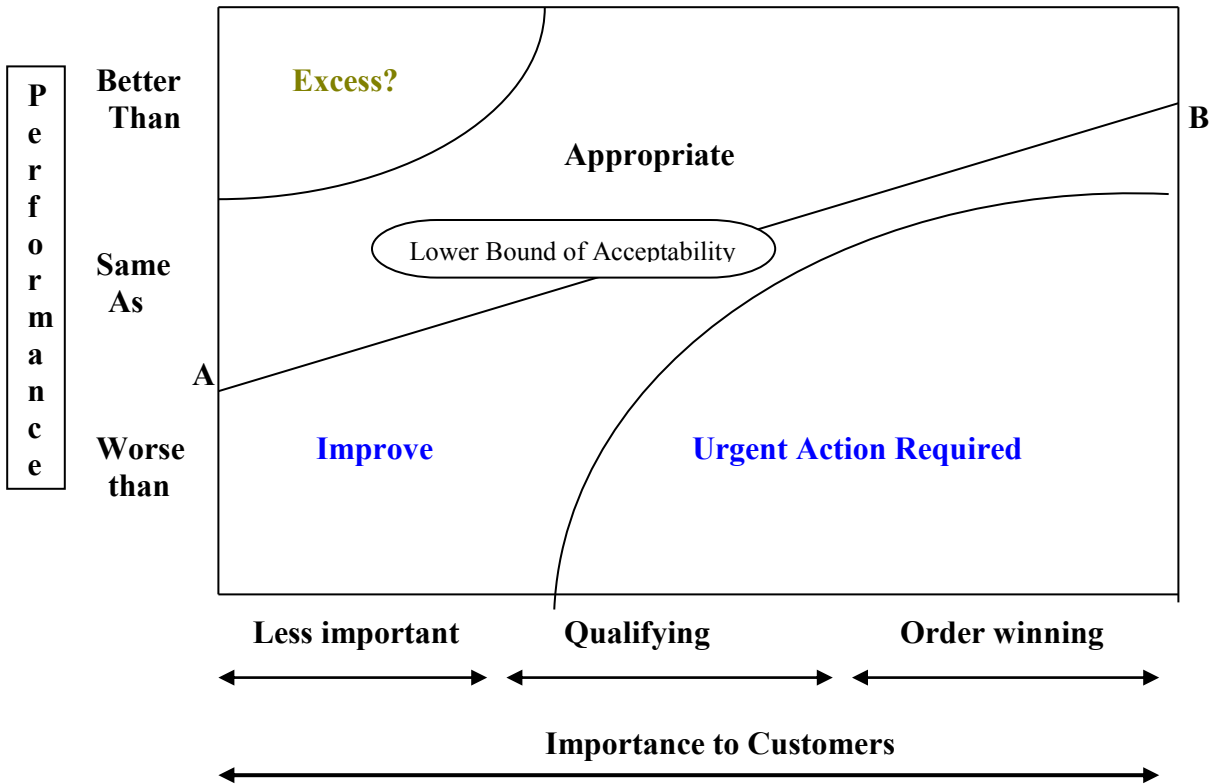 Performance
Better
Than
Excess?
B
Appropriate
Lower Bound of Acceptability
Same
As
A
Worse
than
Improve
Urgent Action Required
Less important
Qualifying
Order winning
Importance to Customers